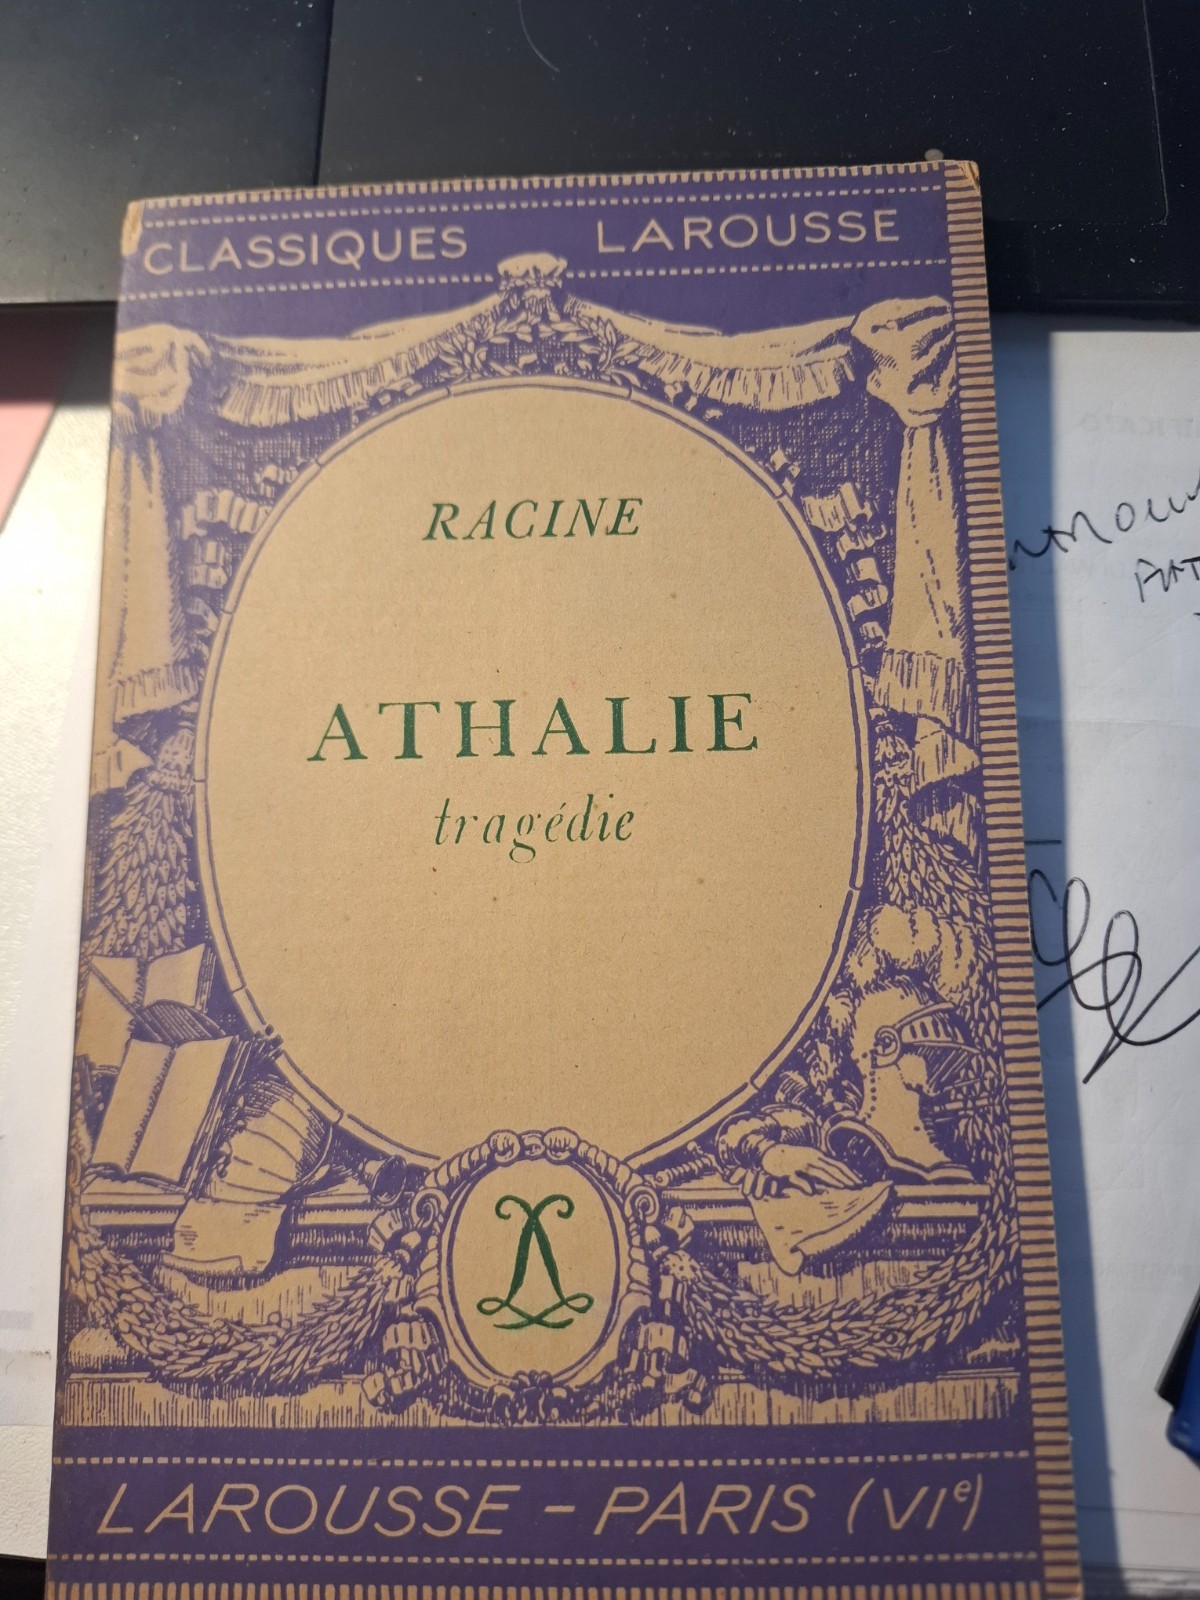 CLASSIQUES LAROUSSE
RACINE
ATHALIE
tragédie
LAROUSSE - PARIS (VIe)